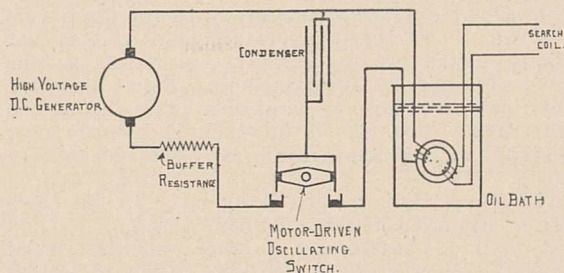 CONDENSER
SEARCH
COIL.
HIGH VOLTAGE
D.C. GENERATOR
BUFFER
RESISTANCE
OIL BATH
MOTOR-DRIVEN
OSCILLATING
SWITCH.